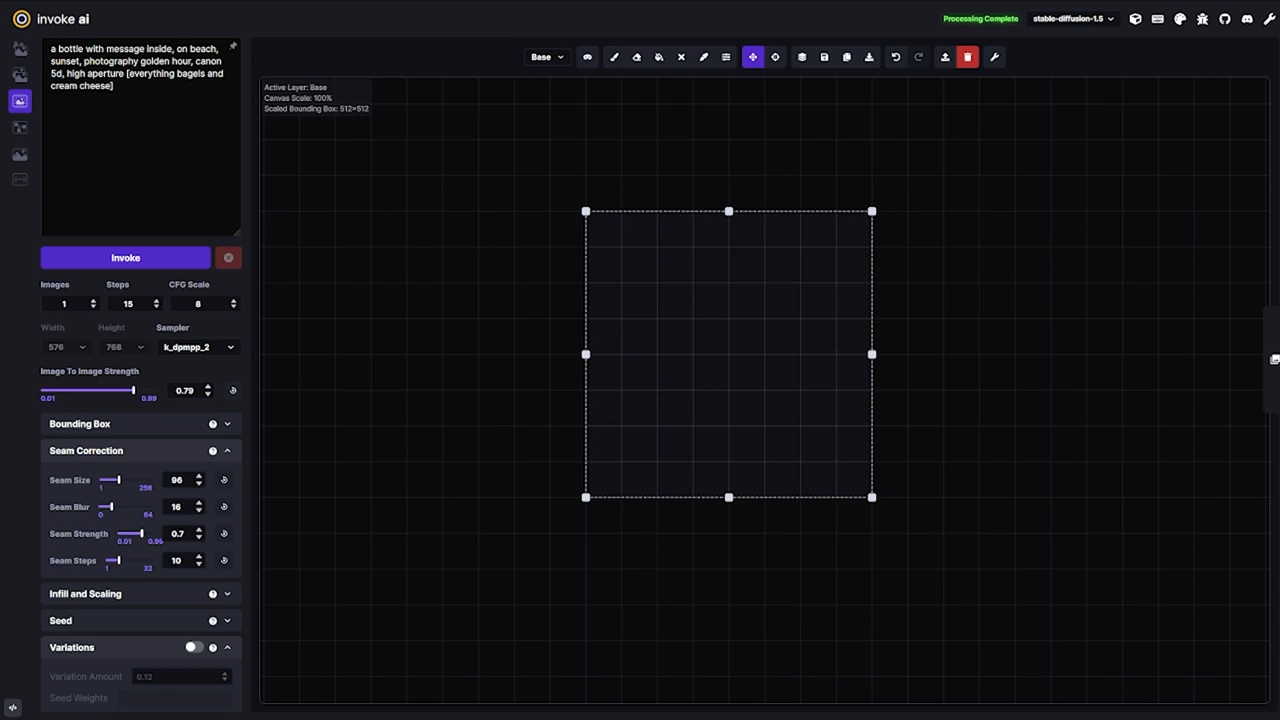 invoke ai
Processing Complete
stable-diffusion-1.5
a bottle with message inside, on beach,
sunset, photography golden hour, canon
5d, high aperture [everything bagels and
cream cheese]
Base
Active Layer: Base
Canvas Scale: 100%
Scaled Bounding Box: 512×512
Invoke
Images
Steps
CFG Scale
1
15
8
Width
Height
Sampler
576
768
k_dpmpp_2
Image To Image Strength
0.79
0.01
0.99
Bounding Box
Seam Correction
Seam Size
96
1
256
Seam Blur
16
0
64
Seam Strength
0.7
0.01
0.99
Seam Steps
10
1
32
Infill and Scaling
Seed
Variations
Variation Amount
0.12
Seed Weights